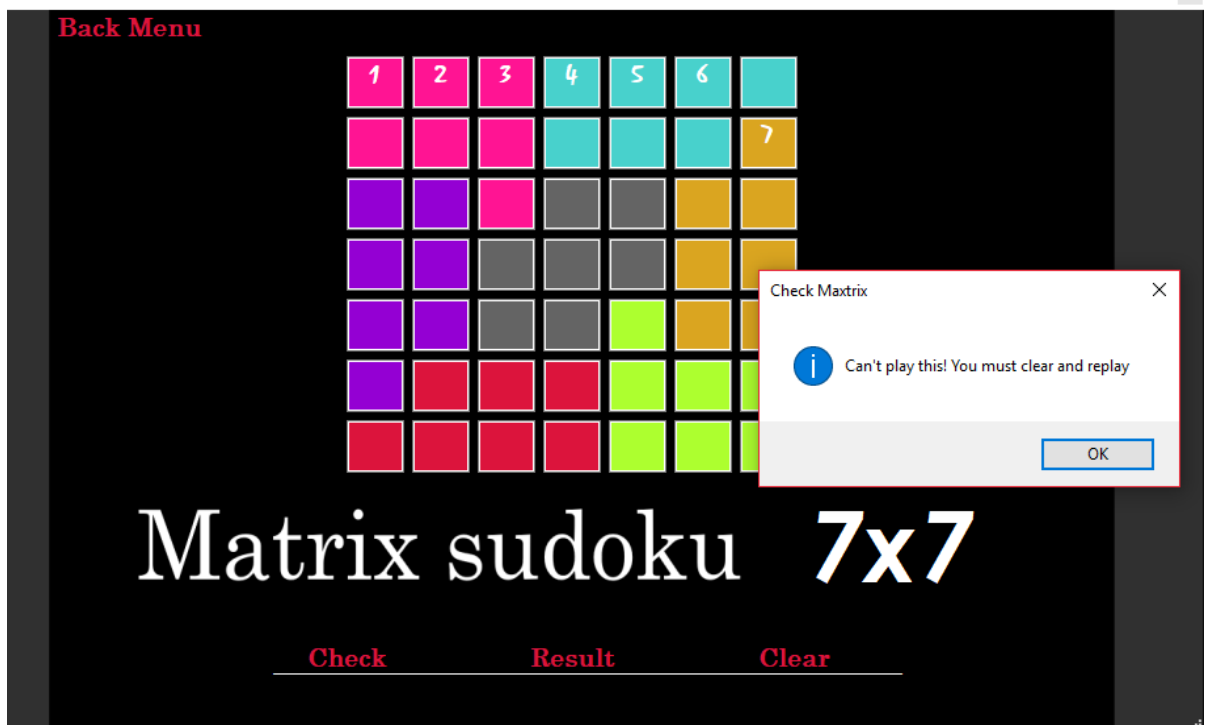 Back Menu
1 2 3 4 5 6
7
Check Maxtrix
Can't play this! You must clear and replay
OK
Matrix sudoku 7x7
Check Result Clear